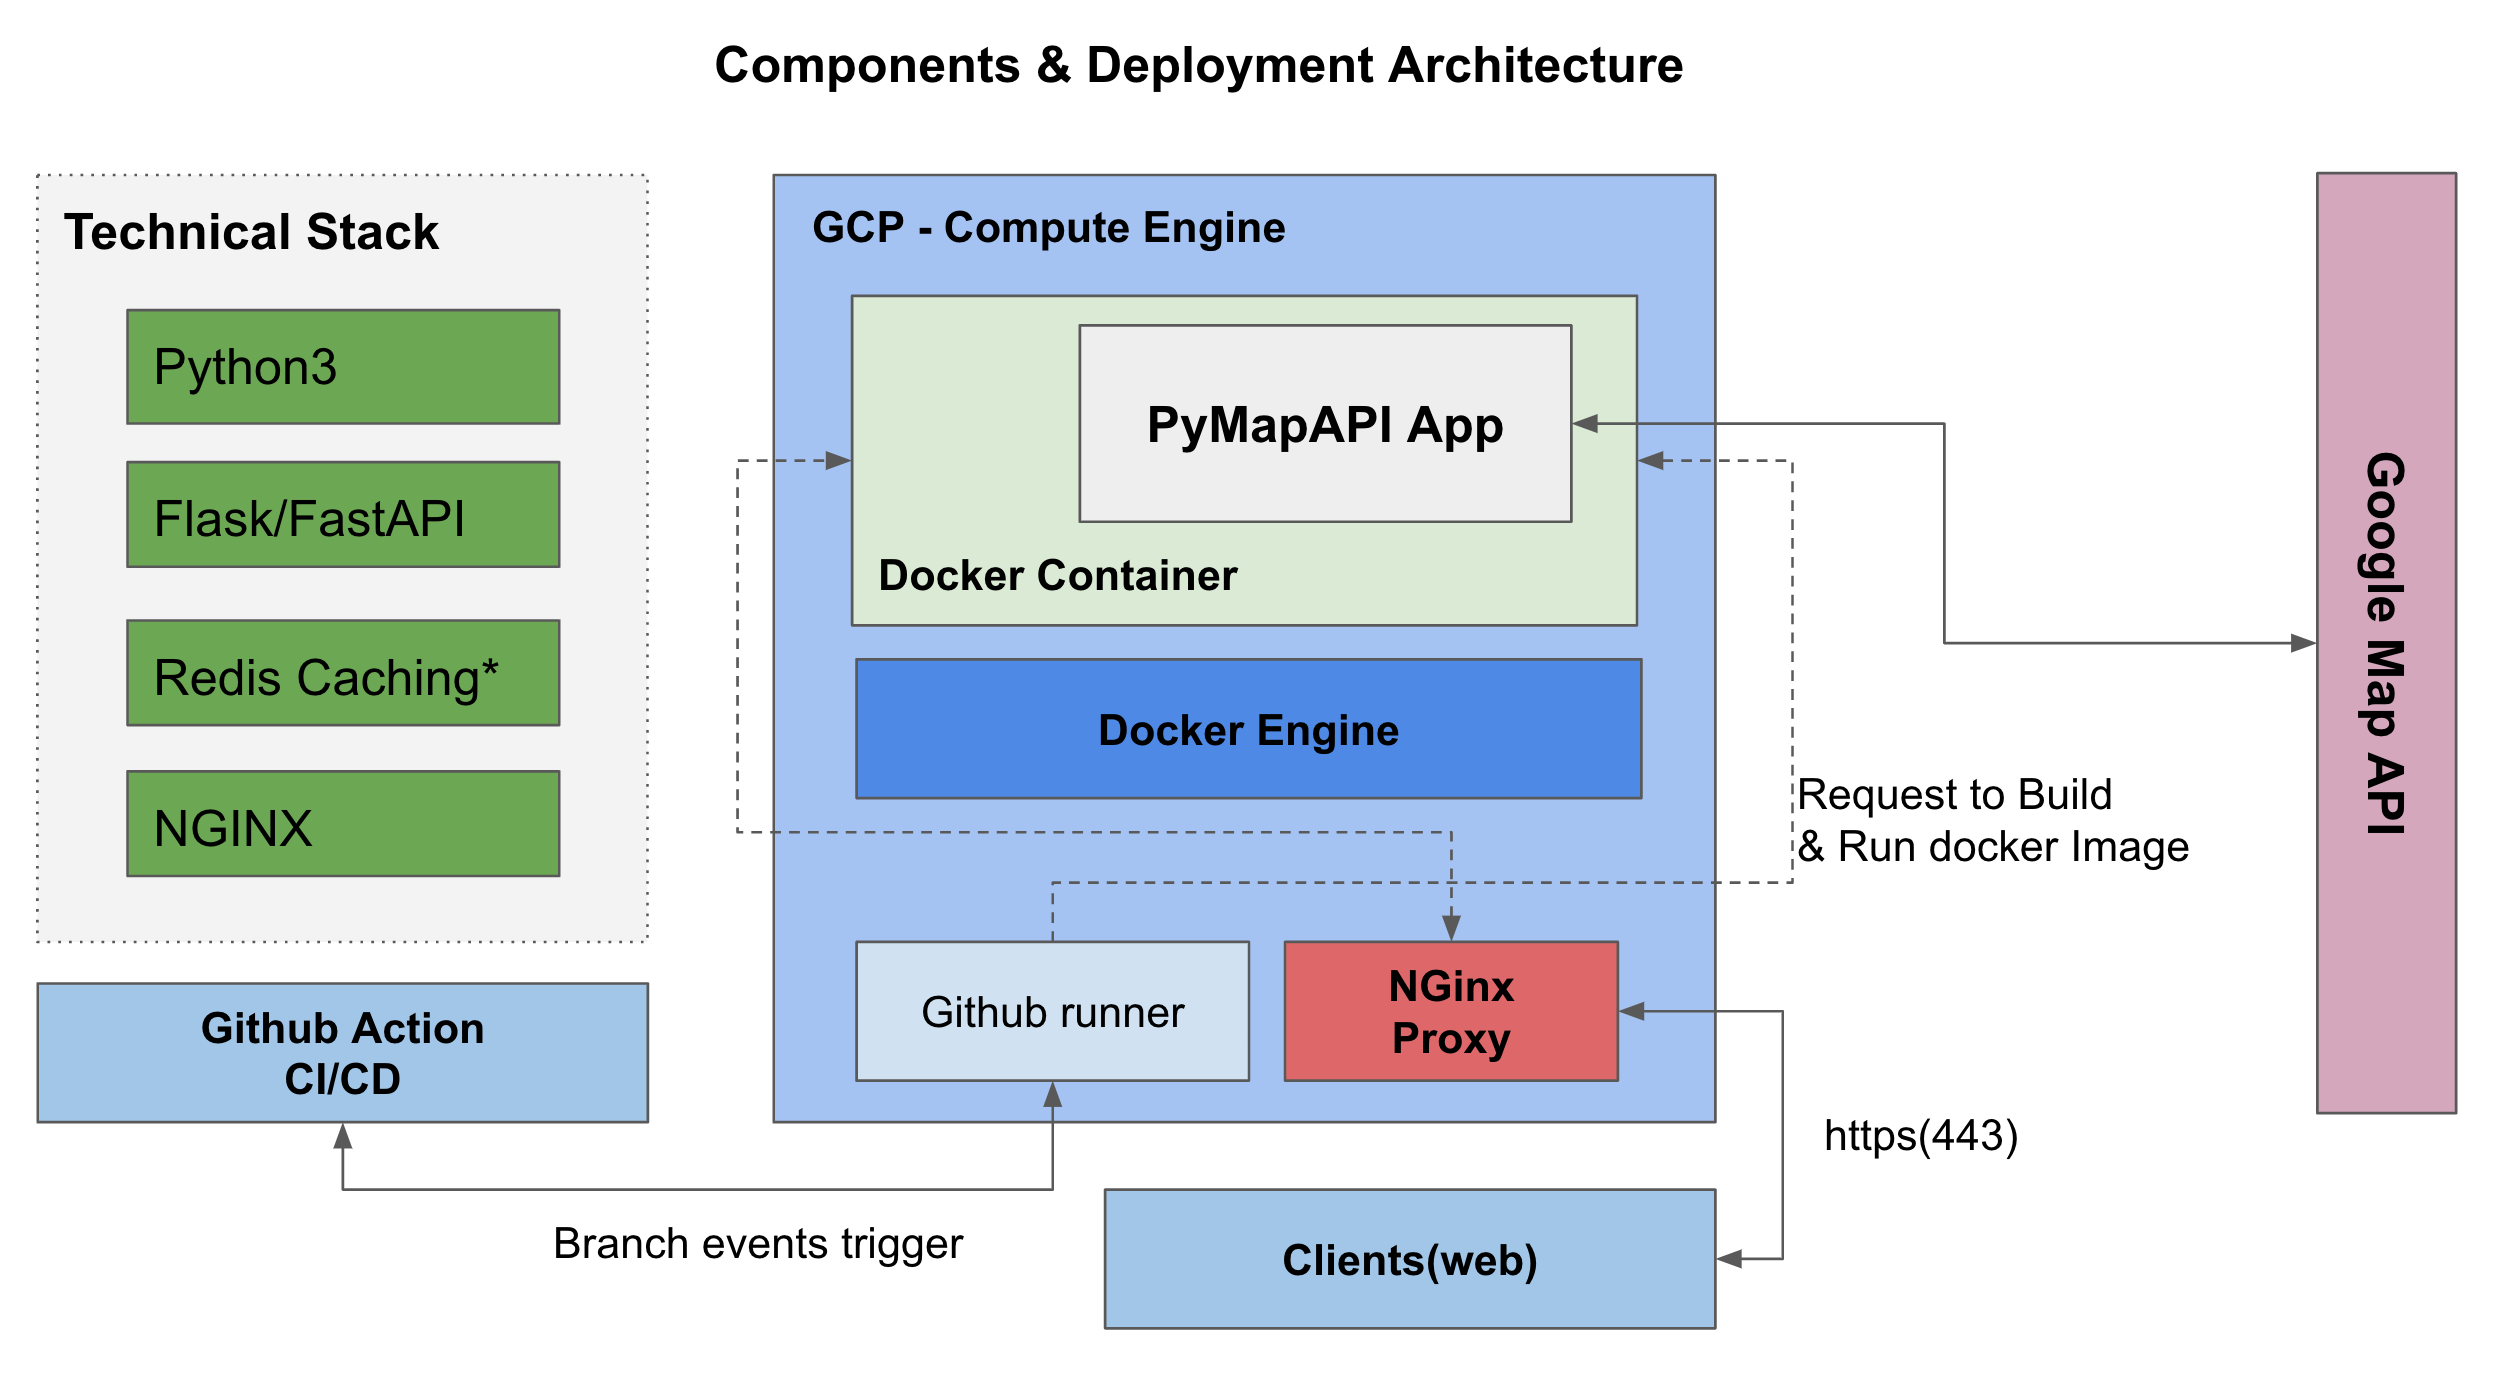 Components & Deployment Architecture
Technical Stack
Python3
Flask/FastAPI
Redis Caching*
NGINX
Github Action
CI/CD
GCP - Compute Engine
PyMapAPI App
Docker Container
Docker Engine
Github runner
NGinx
Proxy
Request to Build
& Run docker Image
Google Map API
https(443)
Branch events trigger
Clients(web)